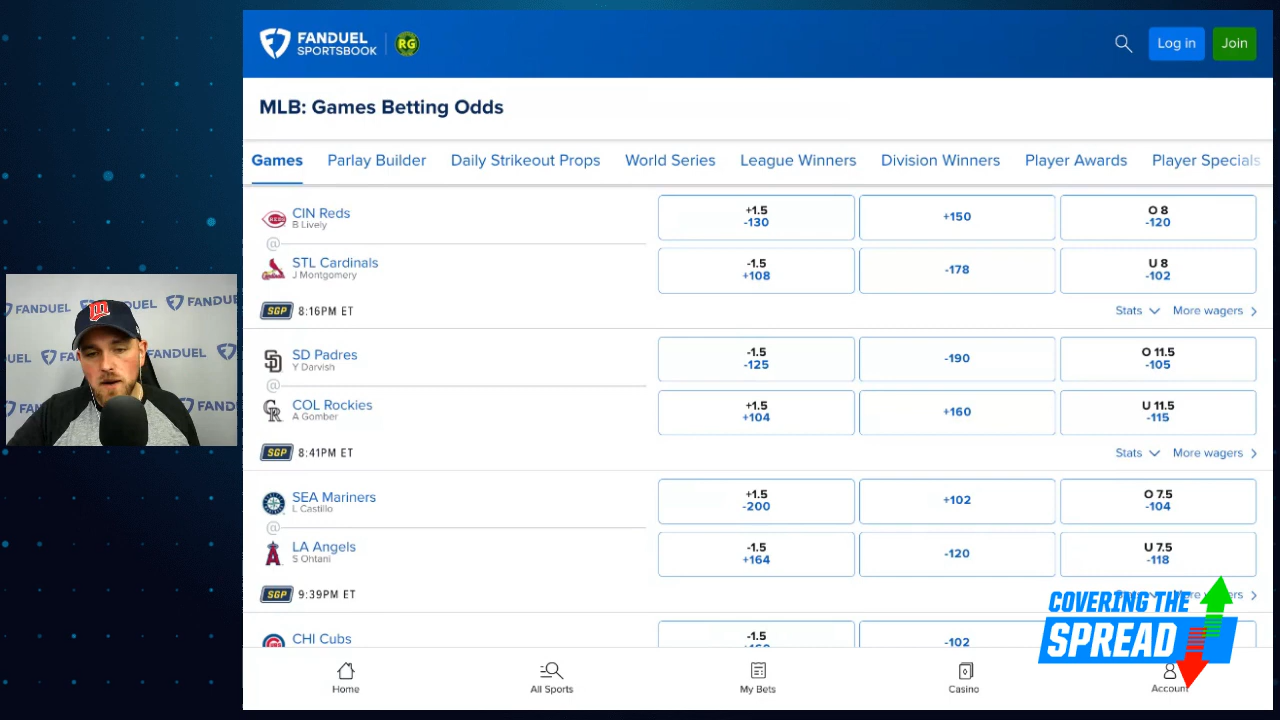 FANDUEL
SPORTSBOOK
RG
Log in
Join
MLB: Games Betting Odds
Games Parlay Builder Daily Strikeout Props World Series League Winners Division Winners Player Awards Player Specials
CIN Reds
B Lively
+1.5
-130
+150
O 8
-120
@
STL Cardinals
J Montgomery
-1.5
+108
-178
U 8
-102
SGP 8:16PM ET
Stats More wagers
SD Padres
Y Darvish
-1.5
-125
-190
O 11.5
-105
@
COL Rockies
A Gomber
+1.5
+104
+160
U 11.5
-115
SGP 8:41PM ET
Stats More wagers
SEA Mariners
L Castillo
+1.5
-200
+102
O 7.5
-104
@
LA Angels
S Ohtani
-1.5
+164
-120
U 7.5
-118
SGP 9:39PM ET
COVERING THE
SPREAD
CHI Cubs
-1.5
-102
Home
All Sports
My Bets
Casino
Account
FANDUEL
FANDUEL
FANDUEL
FANDUEL